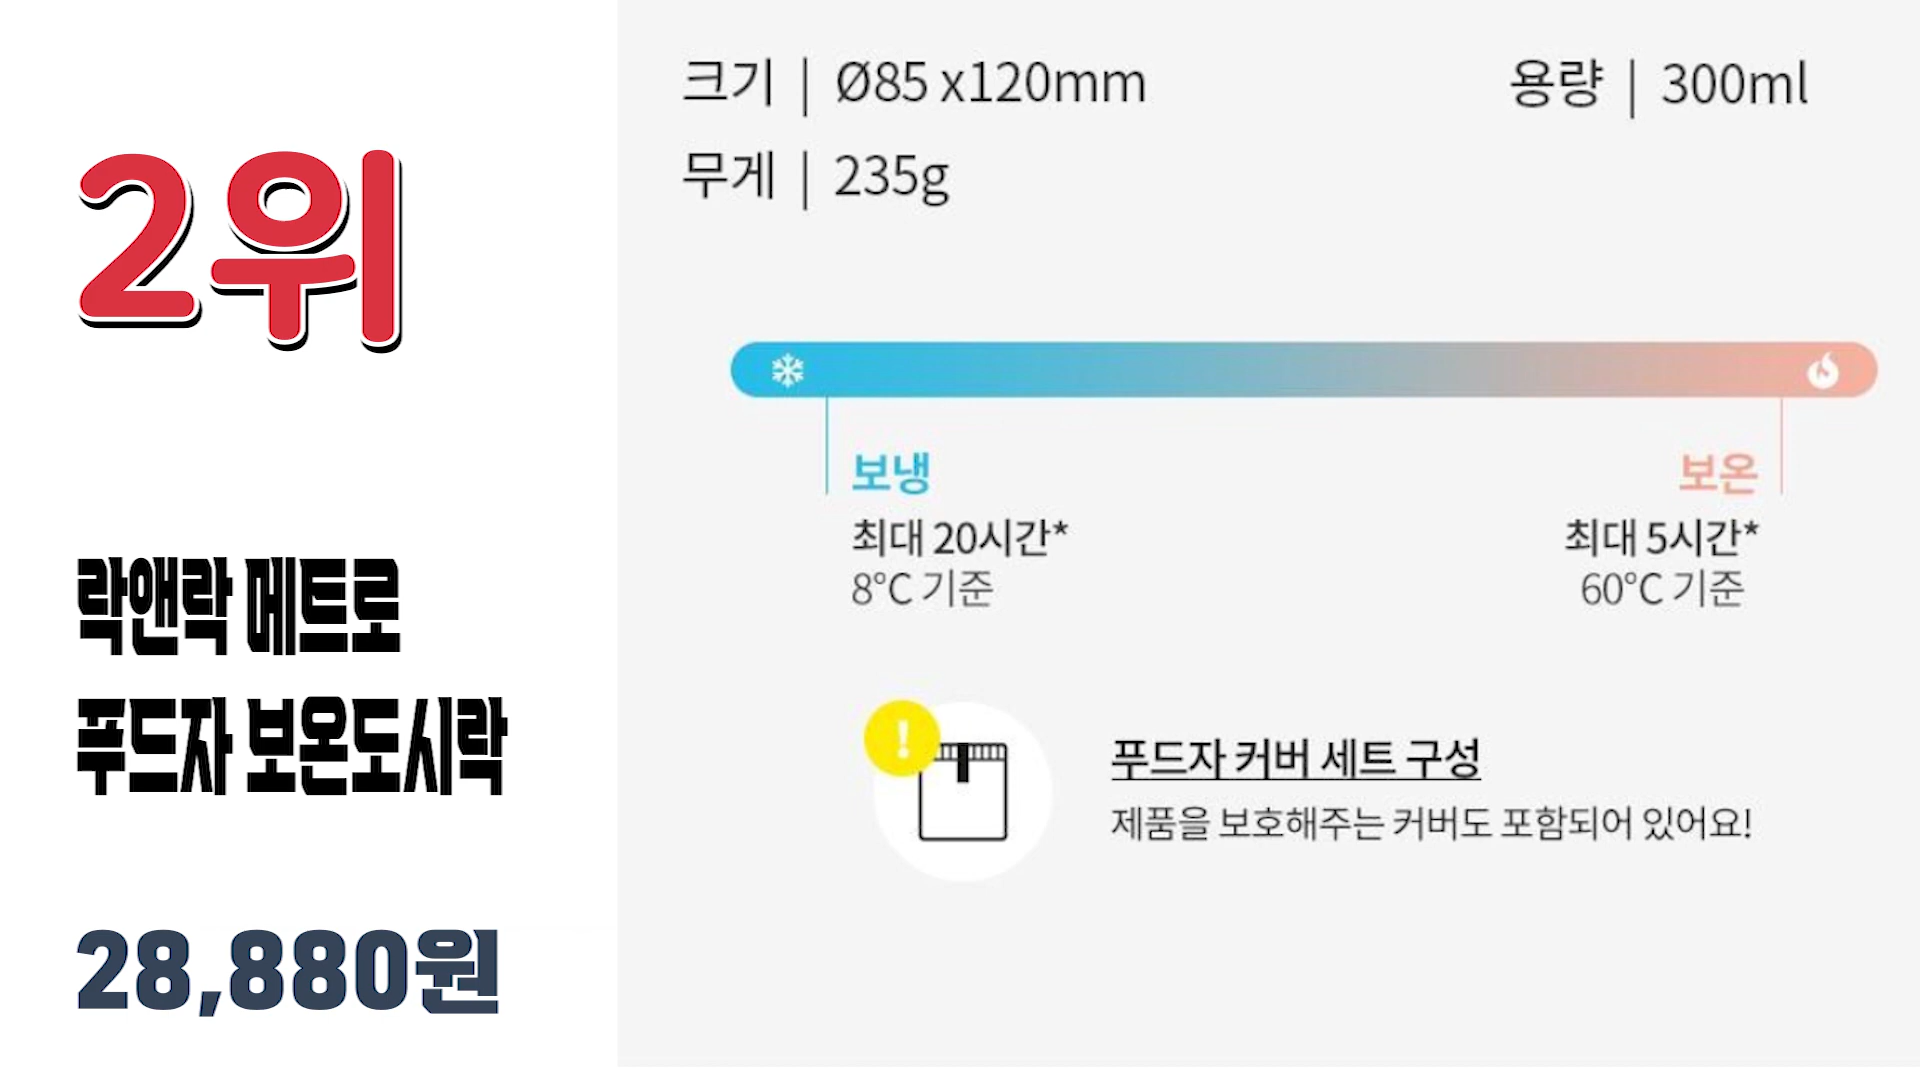 2위
락앤락 메트로
푸드자 보온도시락
28,880원
크기 | Ø85 x120mm
용량 | 300ml
무게 | 235g
보냉
최대 20시간*
8°C 기준
보온
최대 5시간*
60°C 기준
!
푸드자 커버 세트 구성
제품을 보호해주는 커버도 포함되어 있어요!